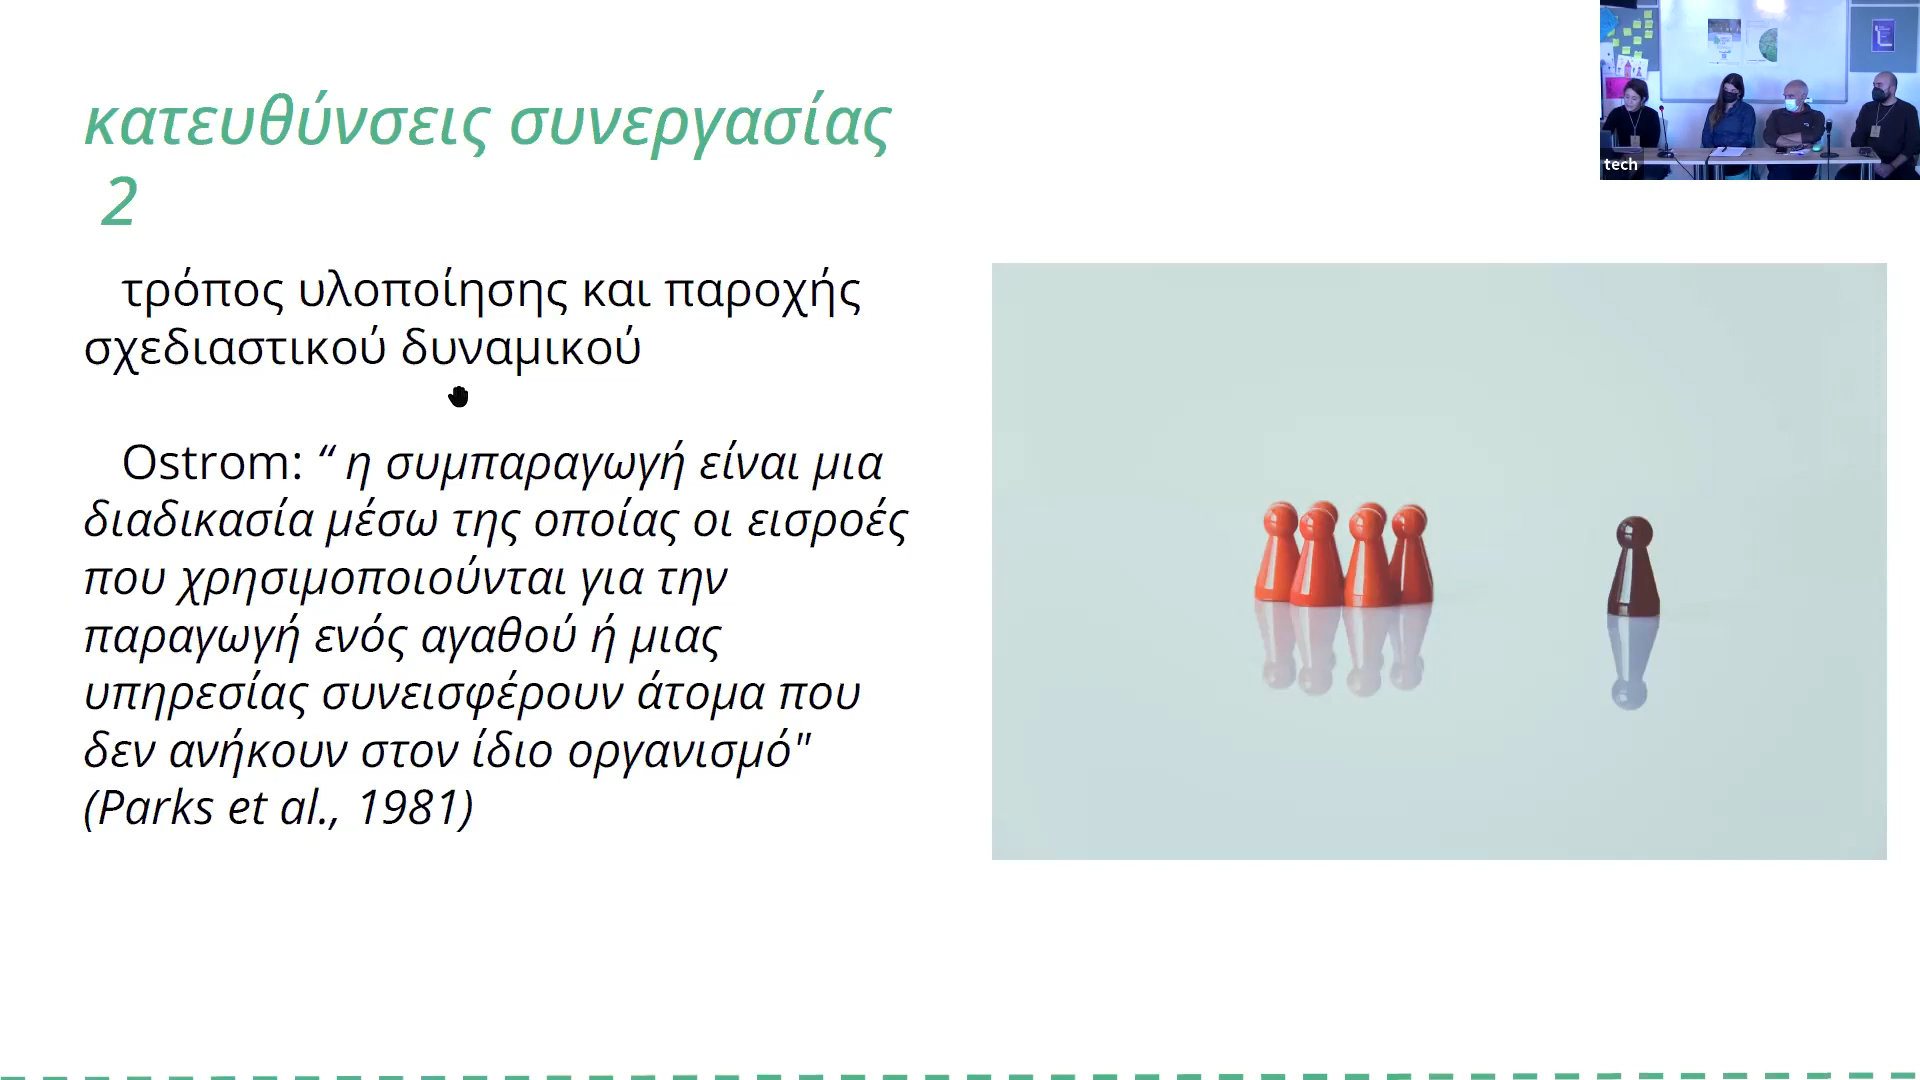 κατευθύνσεις συνεργασίας
2
τρόπος υλοποίησης και παροχής
σχεδιαστικού δυναμικού
Ostrom: “ η συμπαραγωγή είναι μια
διαδικασία μέσω της οποίας οι εισροές
που χρησιμοποιούνται για την
παραγωγή ενός αγαθού ή μιας
υπηρεσίας συνεισφέρουν άτομα που
δεν ανήκουν στον ίδιο οργανισμό"
(Parks et al., 1981)
tech